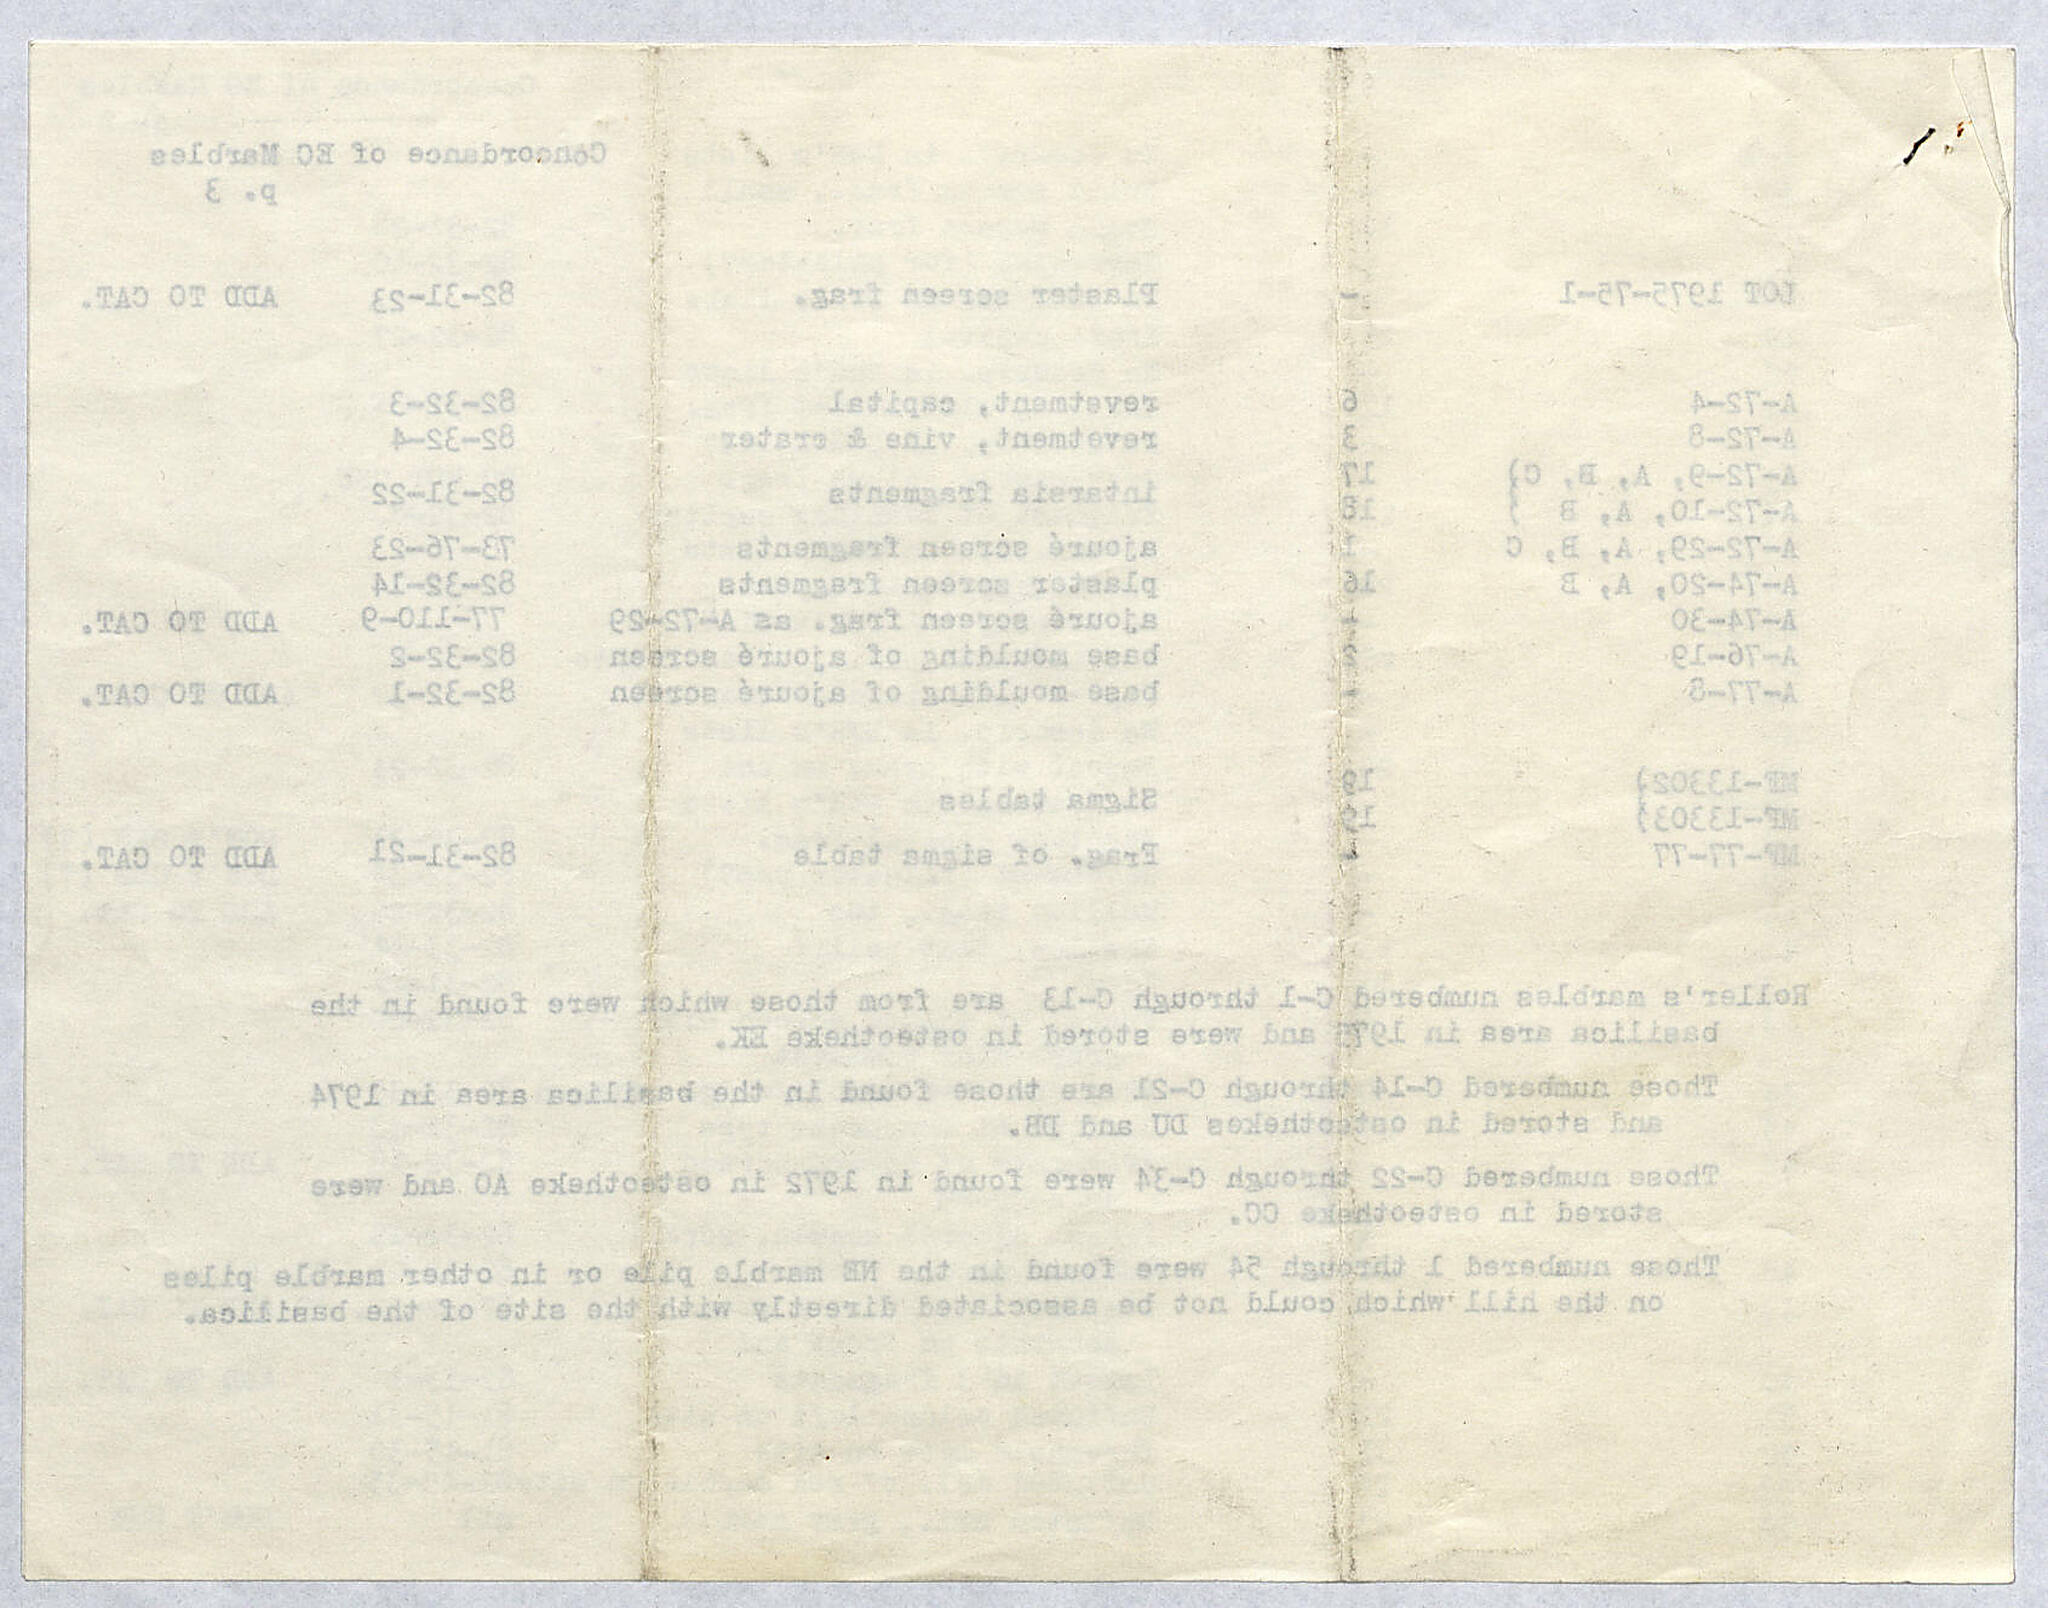 Concordance of EC Marbles
p. 3
LOT 1975-75-1 - Plaster screen frag. 82-31-23 ADD TO CAT.
A-72-4 6 revetment, capital 82-32-3
A-72-8 3 revetment, vine & crater 82-32-4
A-72-9, A, B, C) 17
intarsia fragments 82-31-22
A-72-10, A, B ) 18
A-72-29, A, B, C 1 ajouré screen fragments 73-76-23
A-74-20, A, B 16 plaster screen fragments 82-32-14
A-74-30 - ajouré screen frag. as A-72-29 77-110-9 ADD TO CAT.
A-76-19 2 base moulding of ajouré screen 82-32-2
A-77-8 - base moulding of ajouré screen 82-32-1 ADD TO CAT.
MF-13302) 19
Sigma tables
MF-13303) 19
MF-77-77 - Frag. of sigma table 82-31-21 ADD TO CAT.
Roller's marbles numbered C-1 through C-13 are from those which were found in the
basilica area in 1975 and were stored in osteotheke EK.
Those numbered C-14 through C-21 are those found in the basilica area in 1974
and stored in osteothekes DU and DB.
Those numbered C-22 through C-34 were found in 1972 in osteotheke AO and were
stored in osteotheke CC.
Those numbered 1 through 54 were found in the NE marble pile or in other marble piles
on the hill which could not be associated directly with the site of the basilica.